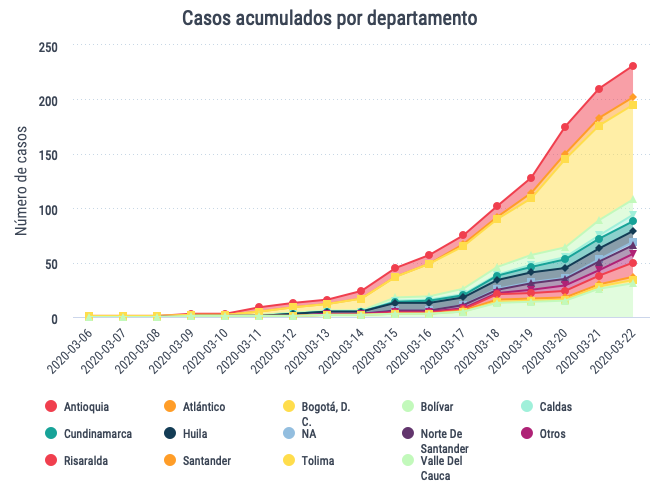 Casos acumulados por departamento
Número de casos
250
200
150
100
50
0
2020-03-06
2020-03-07
2020-03-08
2020-03-09
2020-03-10
2020-03-11
2020-03-12
2020-03-13
2020-03-14
2020-03-15
2020-03-16
2020-03-17
2020-03-18
2020-03-19
2020-03-20
2020-03-21
2020-03-22
Antioquia
Atlántico
Bogotá, D.
C.
Bolívar
Caldas
Cundinamarca
Huila
NA
Norte De
Santander
Otros
Risaralda
Santander
Tolima
Valle Del
Cauca